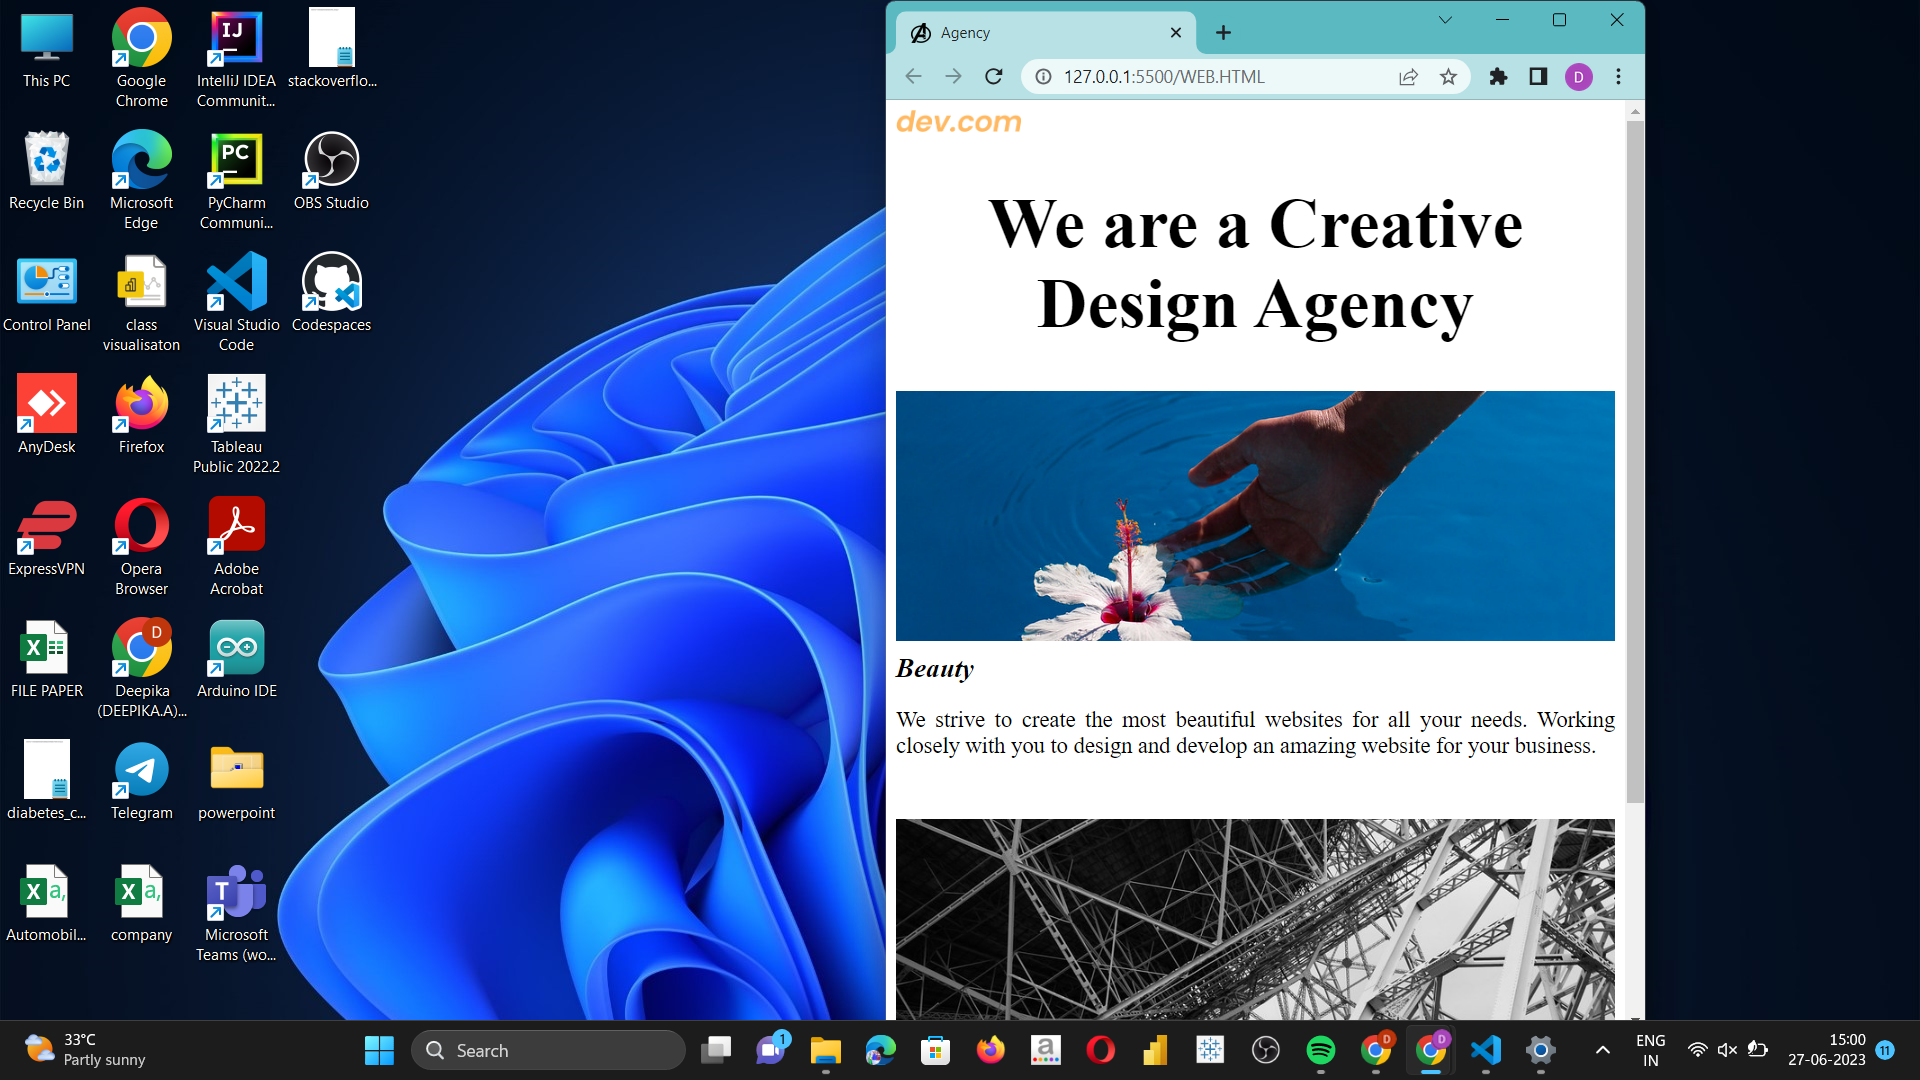 This PC
Google
Chrome
IntelliJ IDEA
Communit...
stackoverflo...
Recycle Bin
Microsoft
Edge
PyCharm
Communi...
OBS Studio
Control Panel
class
visualisaton
Visual Studio
Code
Codespaces
AnyDesk
Firefox
Tableau
Public 2022.2
ExpressVPN
Opera
Browser
Adobe
Acrobat
FILE PAPER
Deepika
(DEEPIKA.A)...
Arduino IDE
diabetes_c...
Telegram
powerpoint
Automobil...
company
Microsoft
Teams (wo...
IJ
PC
X
D
X a,
X a,
T
Agency
127.0.0.1:5500/WEB.HTML
D
dev.com
We are a Creative
Design Agency
Beauty
We strive to create the most beautiful websites for all your needs. Working
closely with you to design and develop an amazing website for your business.
33°C
Partly sunny
Search
1
a
D
D
ENG
IN
15:00
27-06-2023
11